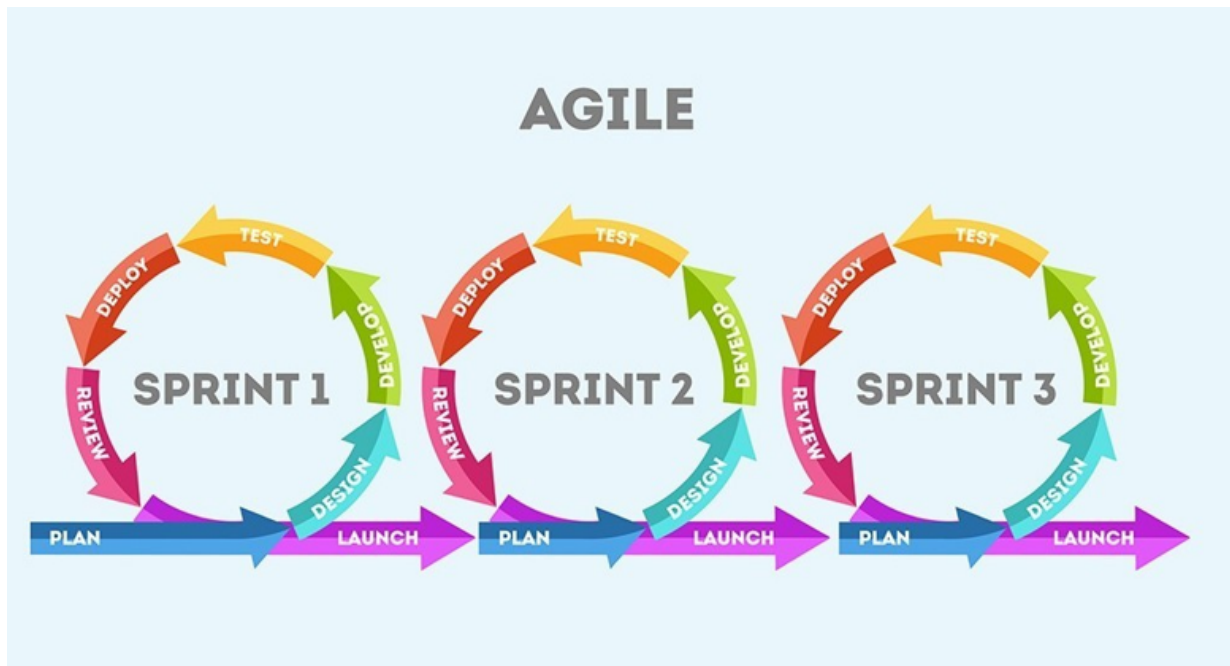 AGILE
SPRINT 1
PLAN
DESIGN
DEVELOP
TEST
DEPLOY
REVIEW
LAUNCH
SPRINT 2
PLAN
DESIGN
DEVELOP
TEST
DEPLOY
REVIEW
LAUNCH
SPRINT 3
PLAN
DESIGN
DEVELOP
TEST
DEPLOY
REVIEW
LAUNCH